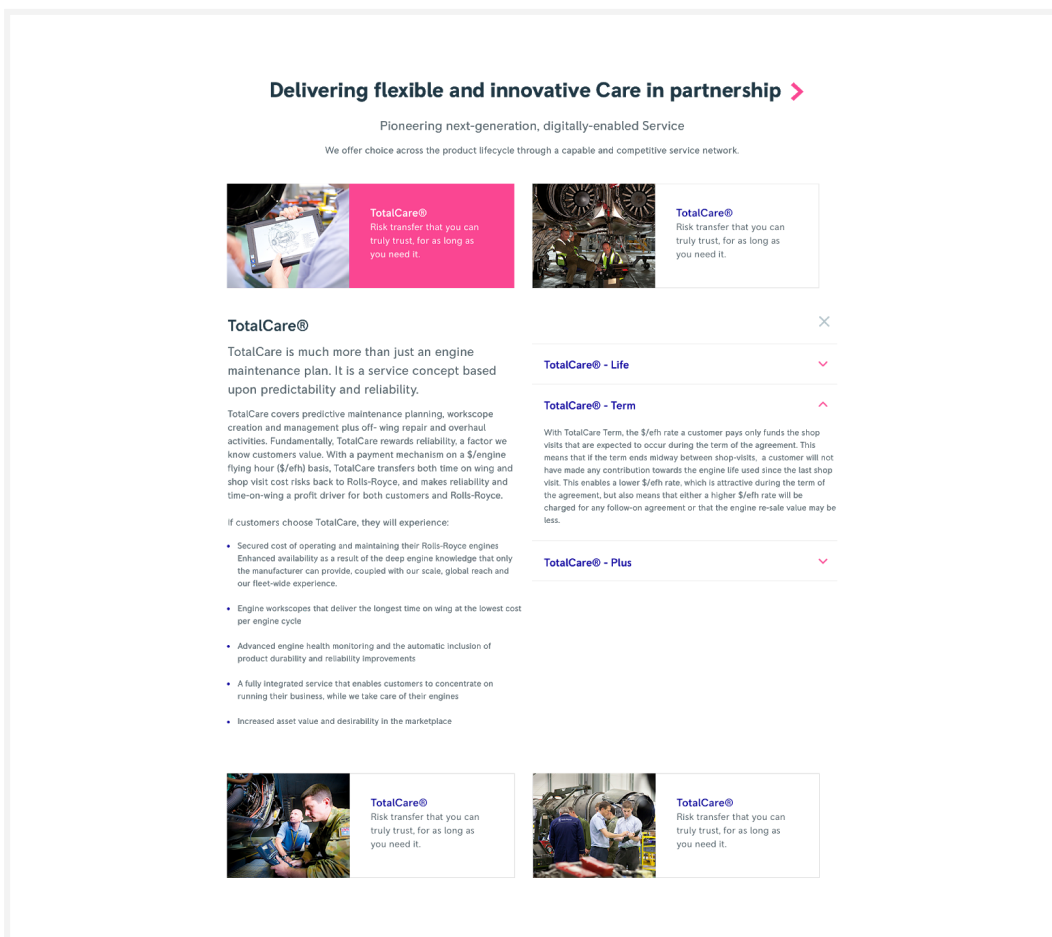 Delivering flexible and innovative Care in partnership
Pioneering next-generation, digitally-enabled Service
We offer choice across the product lifecycle through a capable and competitive service network.
TotalCare®
Risk transfer that you can
truly trust, for as long as
you need it.
TotalCare®
Risk transfer that you can
truly trust, for as long as
you need it.
TotalCare®
TotalCare is much more than just an engine
maintenance plan. It is a service concept based
upon predictability and reliability.
TotalCare covers predictive maintenance planning, workscope
creation and management plus off- wing repair and overhaul
activities. Fundamentally, TotalCare rewards reliability, a factor we
know customers value. With a payment mechanism on a $/engine
flying hour ($/efh) basis, TotalCare transfers both time on wing and
shop visit cost risks back to Rolls-Royce, and makes reliability and
time-on-wing a profit driver for both customers and Rolls-Royce.
If customers choose TotalCare, they will experience:
• Secured cost of operating and maintaining their Rolls-Royce engines
Enhanced availability as a result of the deep engine knowledge that only
the manufacturer can provide, coupled with our scale, global reach and
our fleet-wide experience.
• Engine workscopes that deliver the longest time on wing at the lowest cost
per engine cycle
• Advanced engine health monitoring and the automatic inclusion of
product durability and reliability improvements
• A fully integrated service that enables customers to concentrate on
running their business, while we take care of their engines
• Increased asset value and desirability in the marketplace
TotalCare® - Life
TotalCare® - Term
With TotalCare Term, the $/efh rate a customer pays only funds the shop
visits that are expected to occur during the term of the agreement. This
means that if the term ends midway between shop-visits, a customer will not
have made any contribution towards the engine life used since the last shop
visit. This enables a lower $/efh rate, which is attractive during the term of
the agreement, but also means that either a higher $/efh rate will be
charged for any follow-on agreement or that the engine re-sale value may be
less.
TotalCare® - Plus
TotalCare®
Risk transfer that you can
truly trust, for as long as
you need it.
TotalCare®
Risk transfer that you can
truly trust, for as long as
you need it.